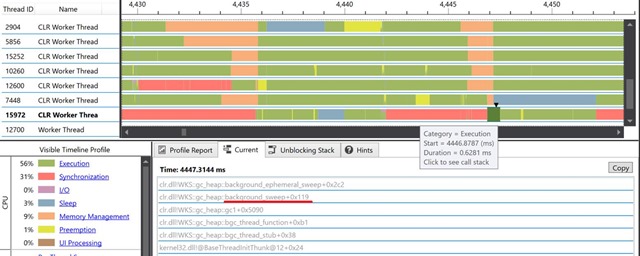 Thread ID Name 4,430 4,435 4,440 4,445 4,450
2904 CLR Worker Thread
5856 CLR Worker Thread
15252 CLR Worker Thread
10260 CLR Worker Thread
12600 CLR Worker Thread
7448 CLR Worker Thread
15972 CLR Worker Threa
12700 Worker Thread
Category = Execution
Start = 4446.8787 (ms)
Duration = 0.6281 ms
Click to see call stack
Visible Timeline Profile
CPU
56% Execution
31% Synchronization
0% I/O
3% Sleep
9% Memory Management
1% Preemption
0% UI Processing
Profile Report Current Unblocking Stack Hints
Time: 4447.3144 ms Copy
clr.dll!WKS::gc_heap::background_ephemeral_sweep+0x2c2
clr.dll!WKS::gc_heap::background_sweep+0x119
clr.dll!WKS::gc_heap::gc1+0x5090
clr.dll!WKS::gc_heap::bgc_thread_function+0xb1
clr.dll!WKS::gc_heap::bgc_thread_stub+0x38
kernel32.dll!@BaseThreadInitThunk@12+0x24